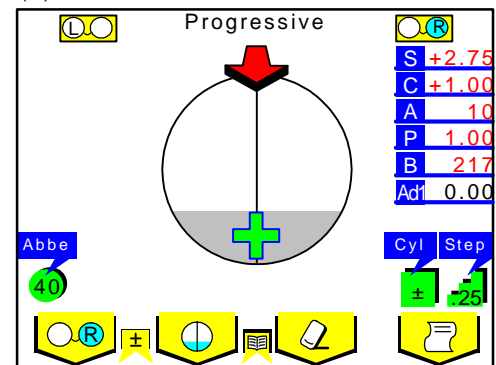 L Progressive R
S +2.75
C +1.00
A 10
P 1.00
B 217
Ad1 0.00
Abbe Cyl Step
40 ± .25
R ±